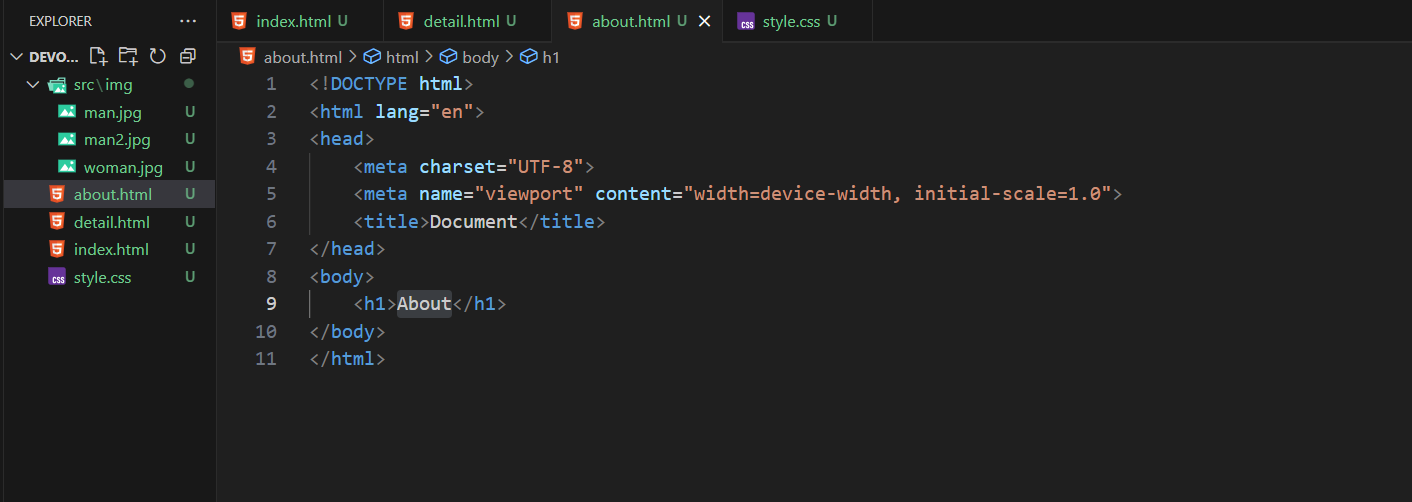 EXPLORER ...
index.html U detail.html U about.html U style.css U
DEVO...
about.html > html > body > h1
src\img
man.jpg U
man2.jpg U
woman.jpg U
about.html U
detail.html U
index.html U
style.css U
1 <!DOCTYPE html>
2 <html lang="en">
3 <head>
4 <meta charset="UTF-8">
5 <meta name="viewport" content="width=device-width, initial-scale=1.0">
6 <title>Document</title>
7 </head>
8 <body>
9 <h1>About</h1>
10 </body>
11 </html>